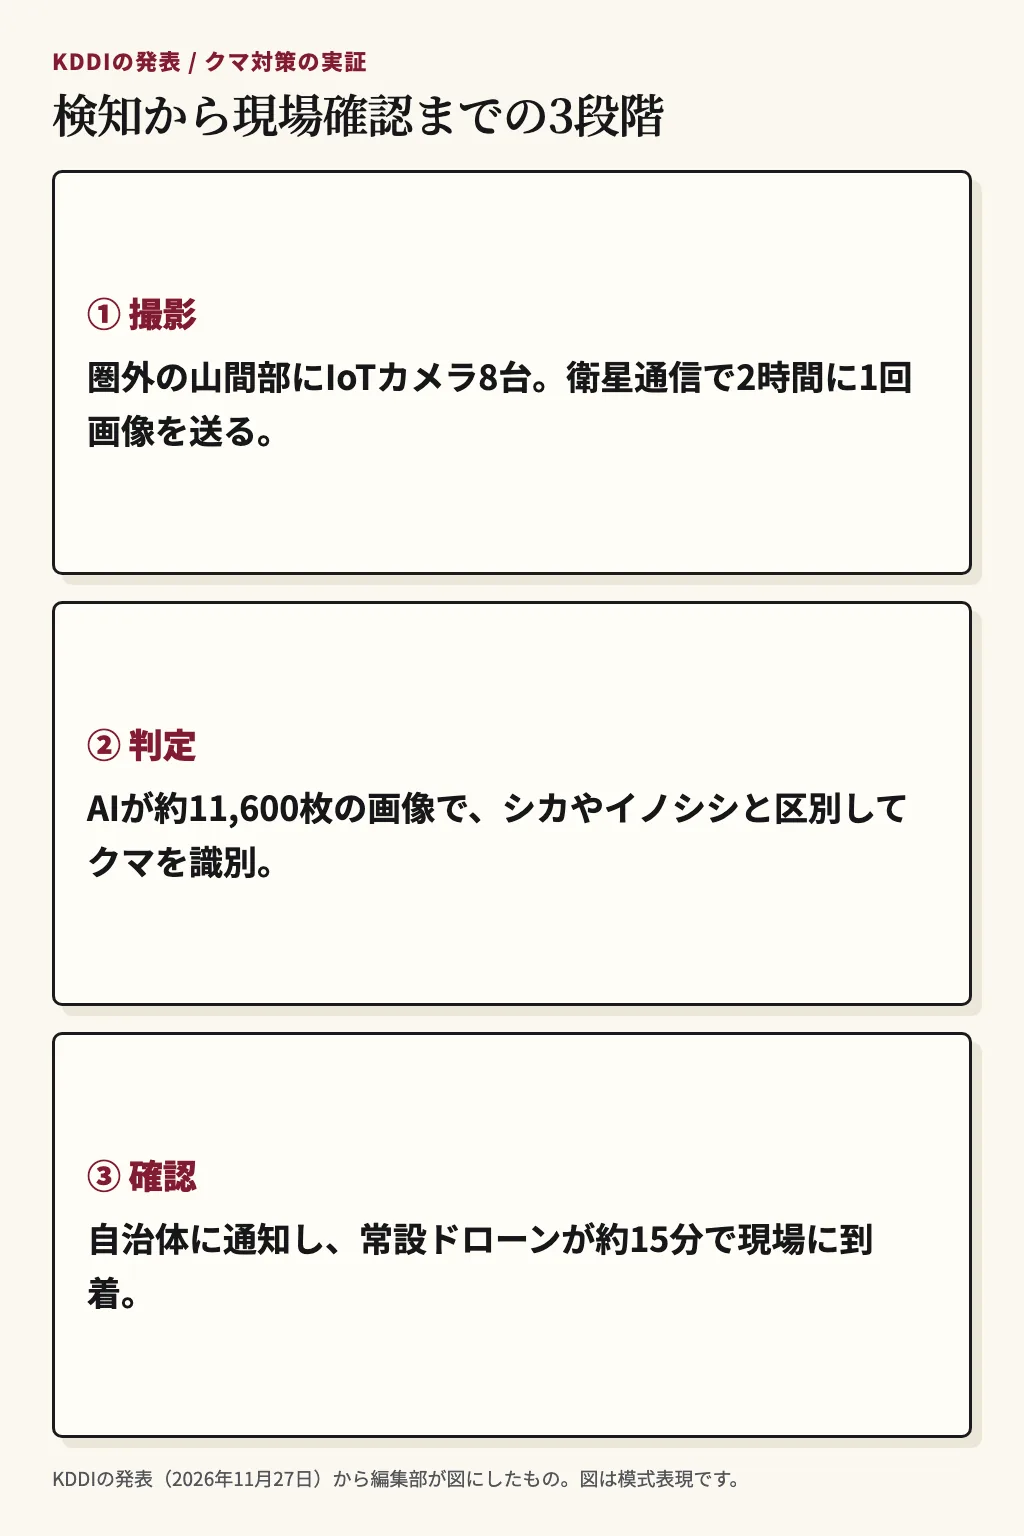 KDDIの発表 / クマ対策の実証
検知から現場確認までの3段階
① 撮影
圏外の山間部にIoTカメラ8台。衛星通信で2時間に1回
画像を送る。
② 判定
AIが約11,600枚の画像で、シカやイノシシと区別して
クマを識別。
③ 確認
自治体に通知し、常設ドローンが約15分で現場に到
着。
KDDIの発表（2026年11月27日）から編集部が図にしたもの。図は模式表現です。